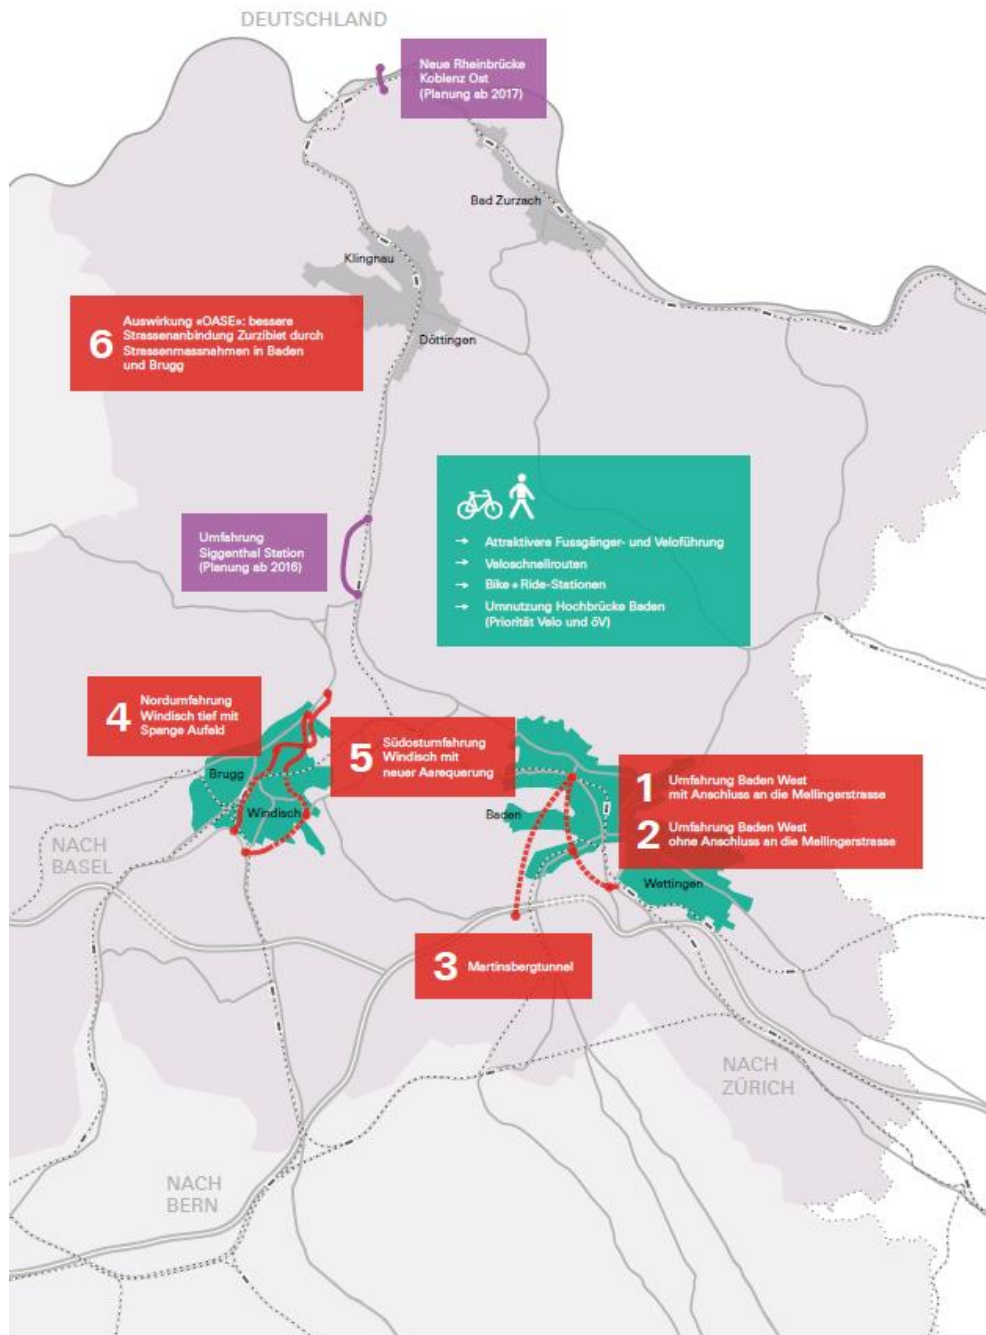 DEUTSCHLAND
Neue Rheinbrücke
Koblenz Ost
(Planung ab 2017)
Bad Zurzach
Klingnau
6
Auswirkung «OASE»: bessere
Strassenanbindung Zurzibiet durch
Strassenmassnahmen in Baden
und Brugg
Döttingen
→ Attraktivere Fussgänger- und Veloführung
→ Veloschnellrouten
→ Bike + Ride-Stationen
→ Umnutzung Hochbrücke Baden
(Priorität Velo und öV)
Umfahrung
Siggenthal Station
(Planung ab 2016)
4
Nordumfahrung
Windisch tief mit
Spange Aufeld
5
Südostumfahrung
Windisch mit
neuer Aarequerung
1 Umfahrung Baden West
mit Anschluss an die Mellingerstrasse
2 Umfahrung Baden West
ohne Anschluss an die Mellingerstrasse
Brugg
Windisch
Baden
Wettingen
NACH
BASEL
3 Martinsbergtunnel
NACH
ZÜRICH
NACH
BERN